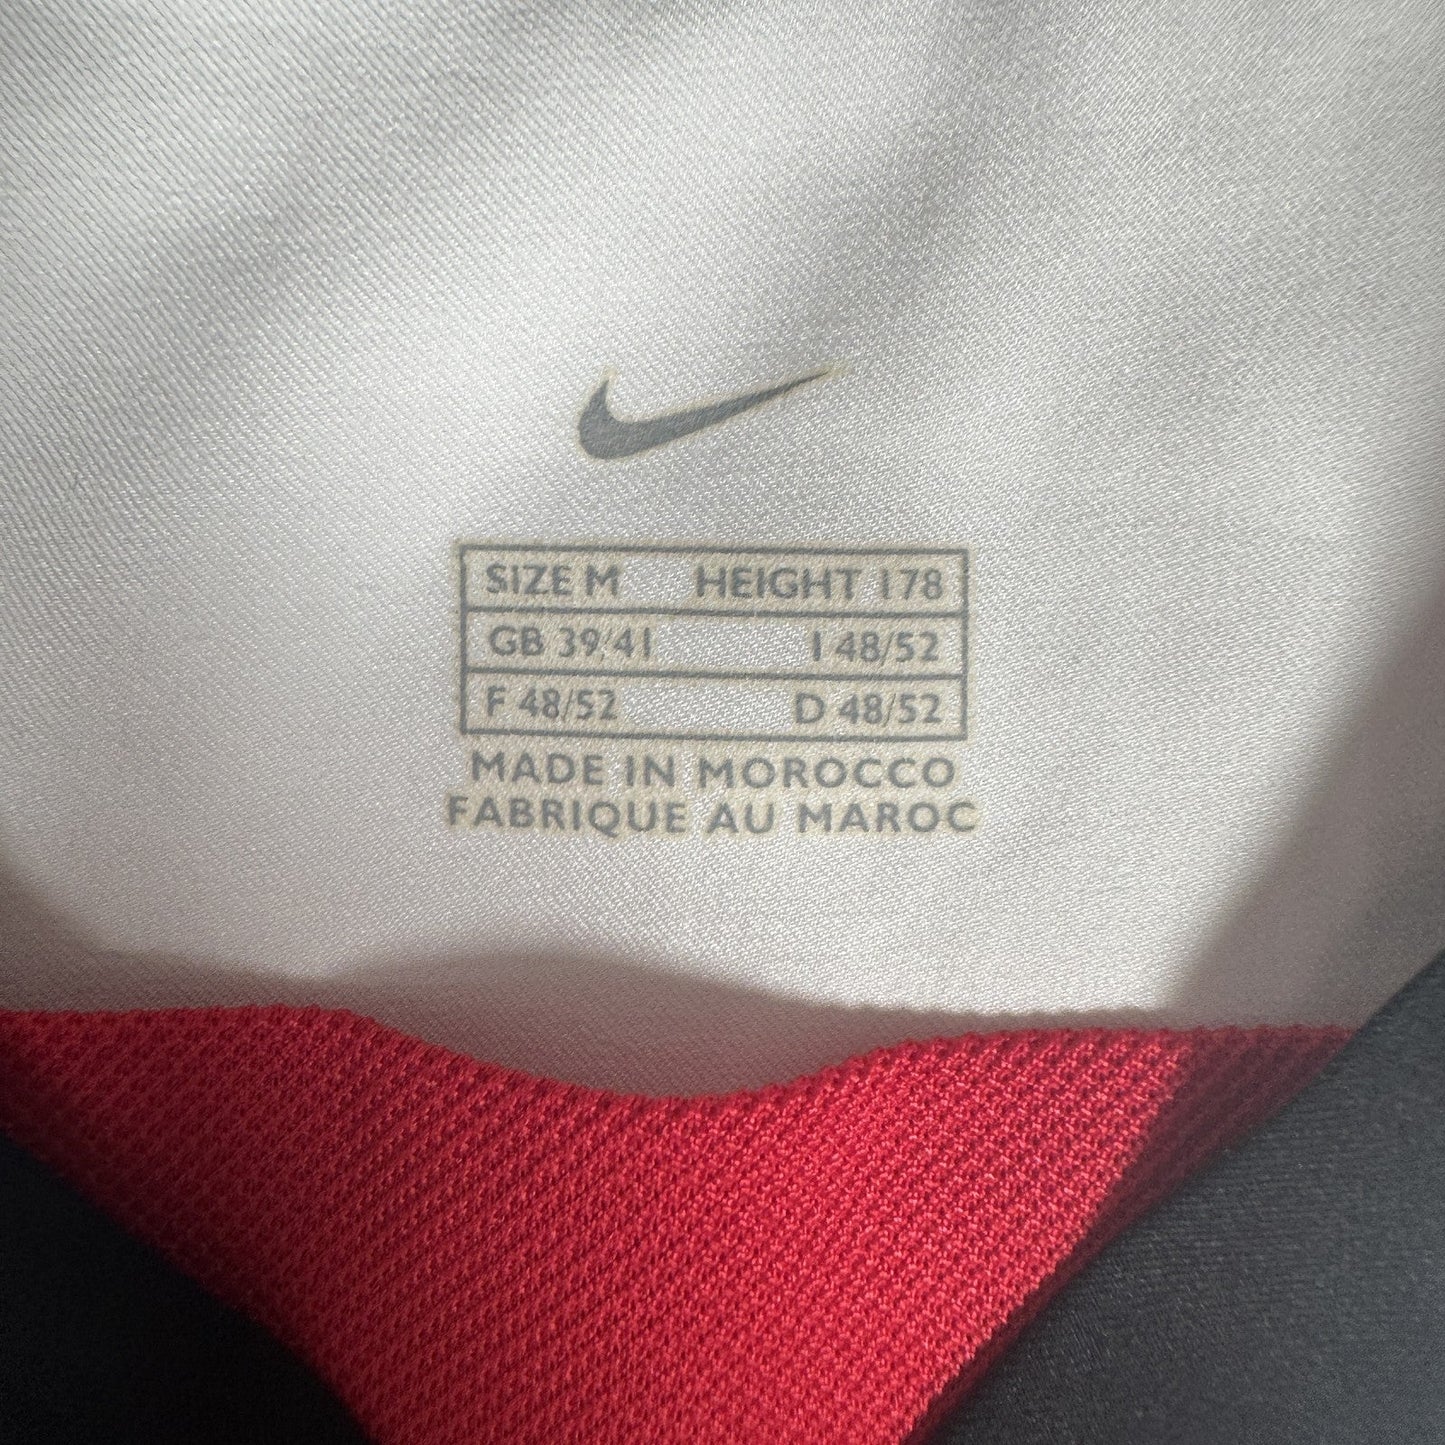 SIZE M HEIGHT 178
GB 39/41 I 48/52
F 48/52 D 48/52
MADE IN MOROCCO
FABRIQUE AU MAROC